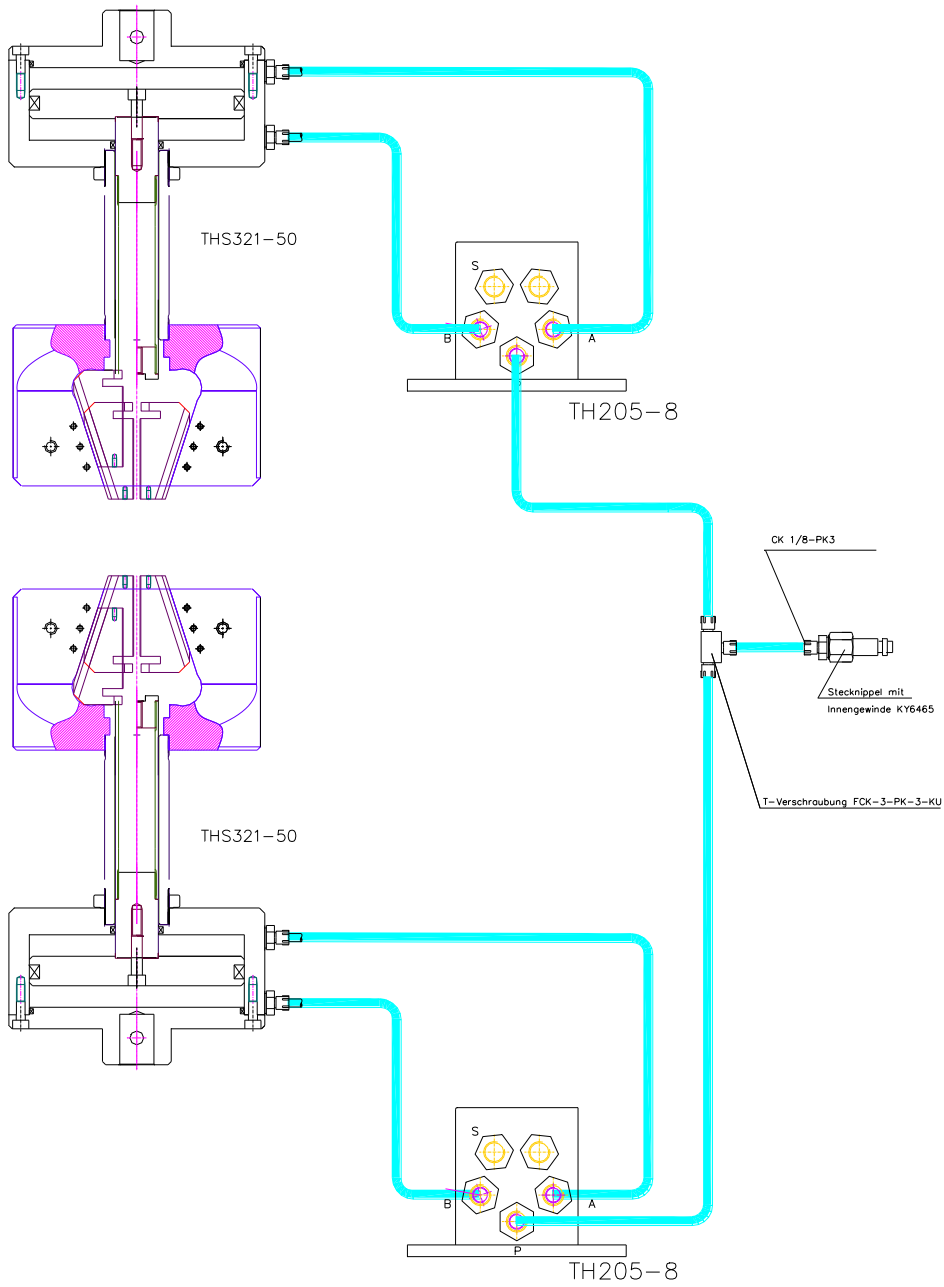 THS321-50
S
B
A
TH205-8
CK 1/8-PK3
Stecknippel mit
Innengewinde KY6465
T-Verschraubung FCK-3-PK-3-KU
THS321-50
S
B
A
P
TH205-8